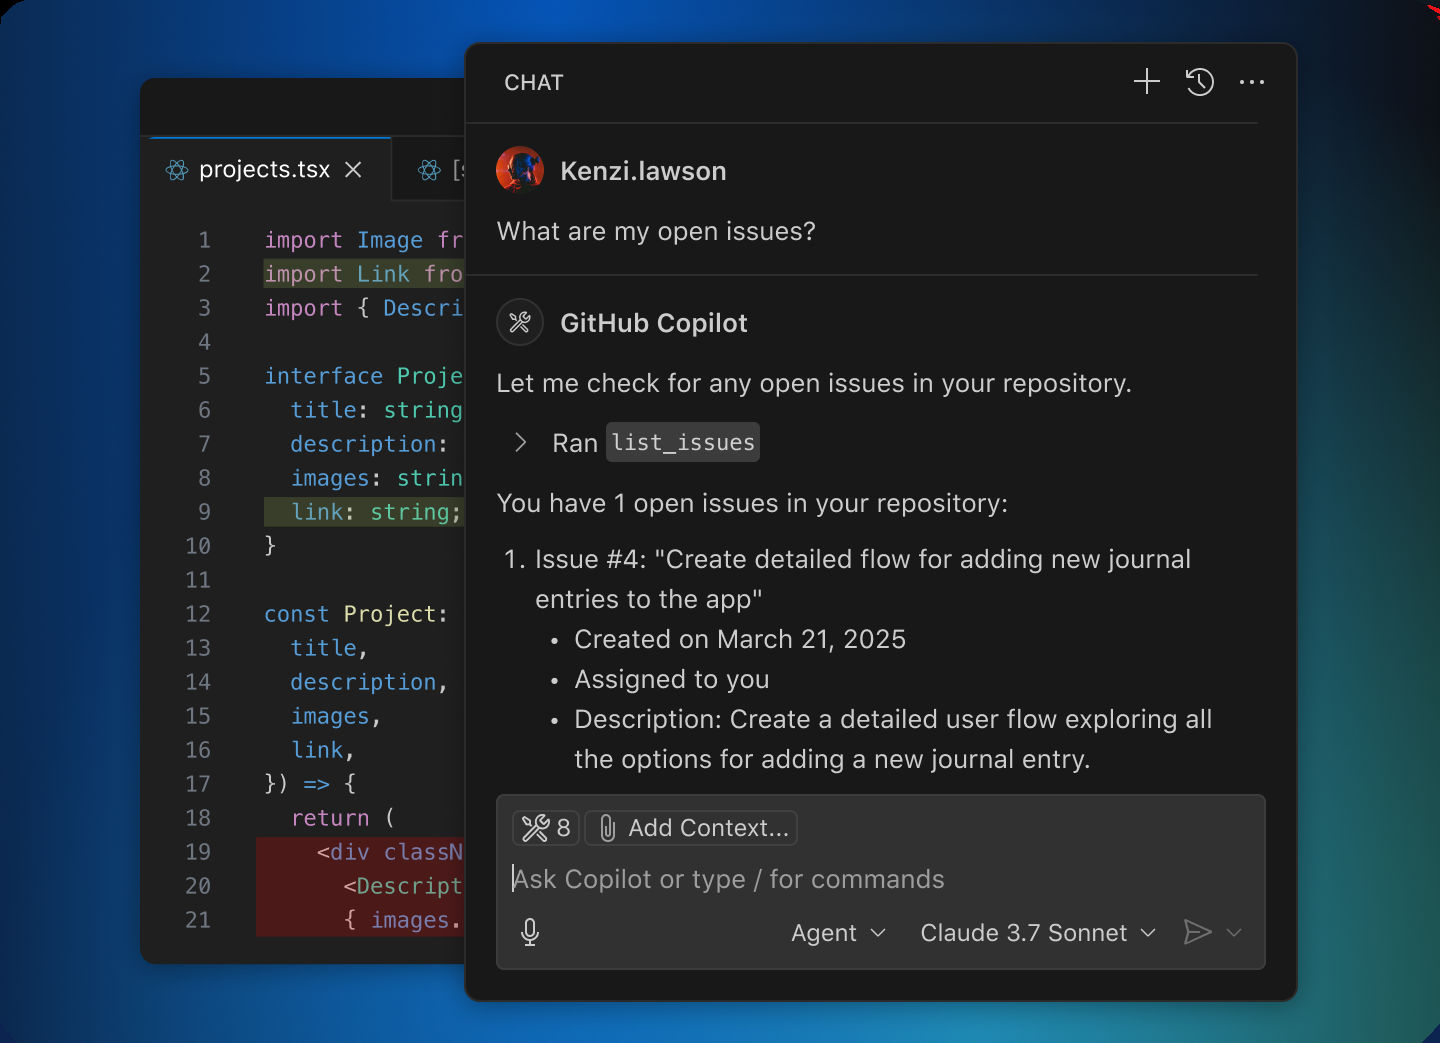 projects.tsx
1 import Image fr
2 import Link fro
3 import { Descri
4
5 interface Proje
6 title: string
7 description:
8 images: strin
9 link: string;
10 }
11
12 const Project:
13 title,
14 description,
15 images,
16 link,
17 }) => {
18 return (
19 <div classN
20 <Descript
21 { images.
CHAT
Kenzi.lawson
What are my open issues?
GitHub Copilot
Let me check for any open issues in your repository.
Ran list_issues
You have 1 open issues in your repository:
1. Issue #4: "Create detailed flow for adding new journal
entries to the app"
• Created on March 21, 2025
• Assigned to you
• Description: Create a detailed user flow exploring all
the options for adding a new journal entry.
8 Add Context...
Ask Copilot or type / for commands
Agent Claude 3.7 Sonnet